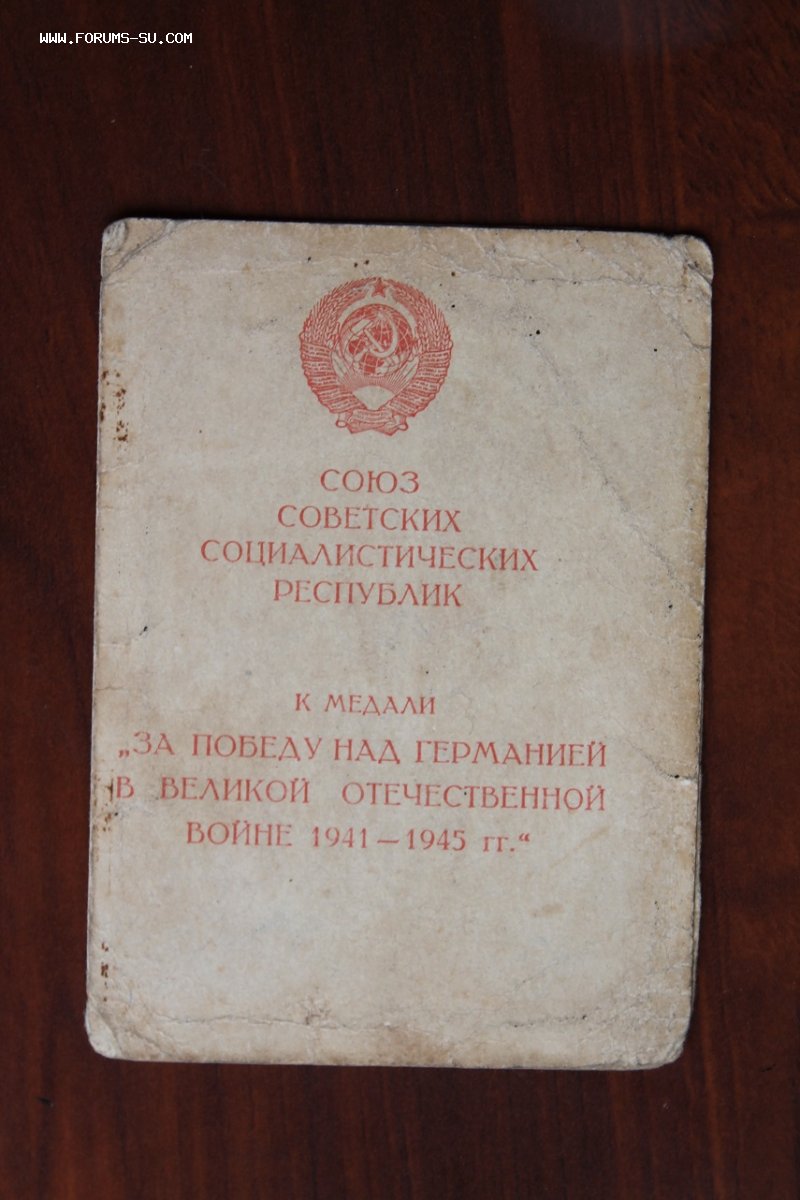 WWW.FORUMS-SU.COM
СОЮЗ
СОВЕТСКИХ
СОЦИАЛИСТИЧЕСКИХ
РЕСПУБЛИК
К МЕДАЛИ
„ЗА ПОБЕДУ НАД ГЕРМАНИЕЙ
В ВЕЛИКОЙ ОТЕЧЕСТВЕННОЙ
ВОЙНЕ 1941—1945 гг.“